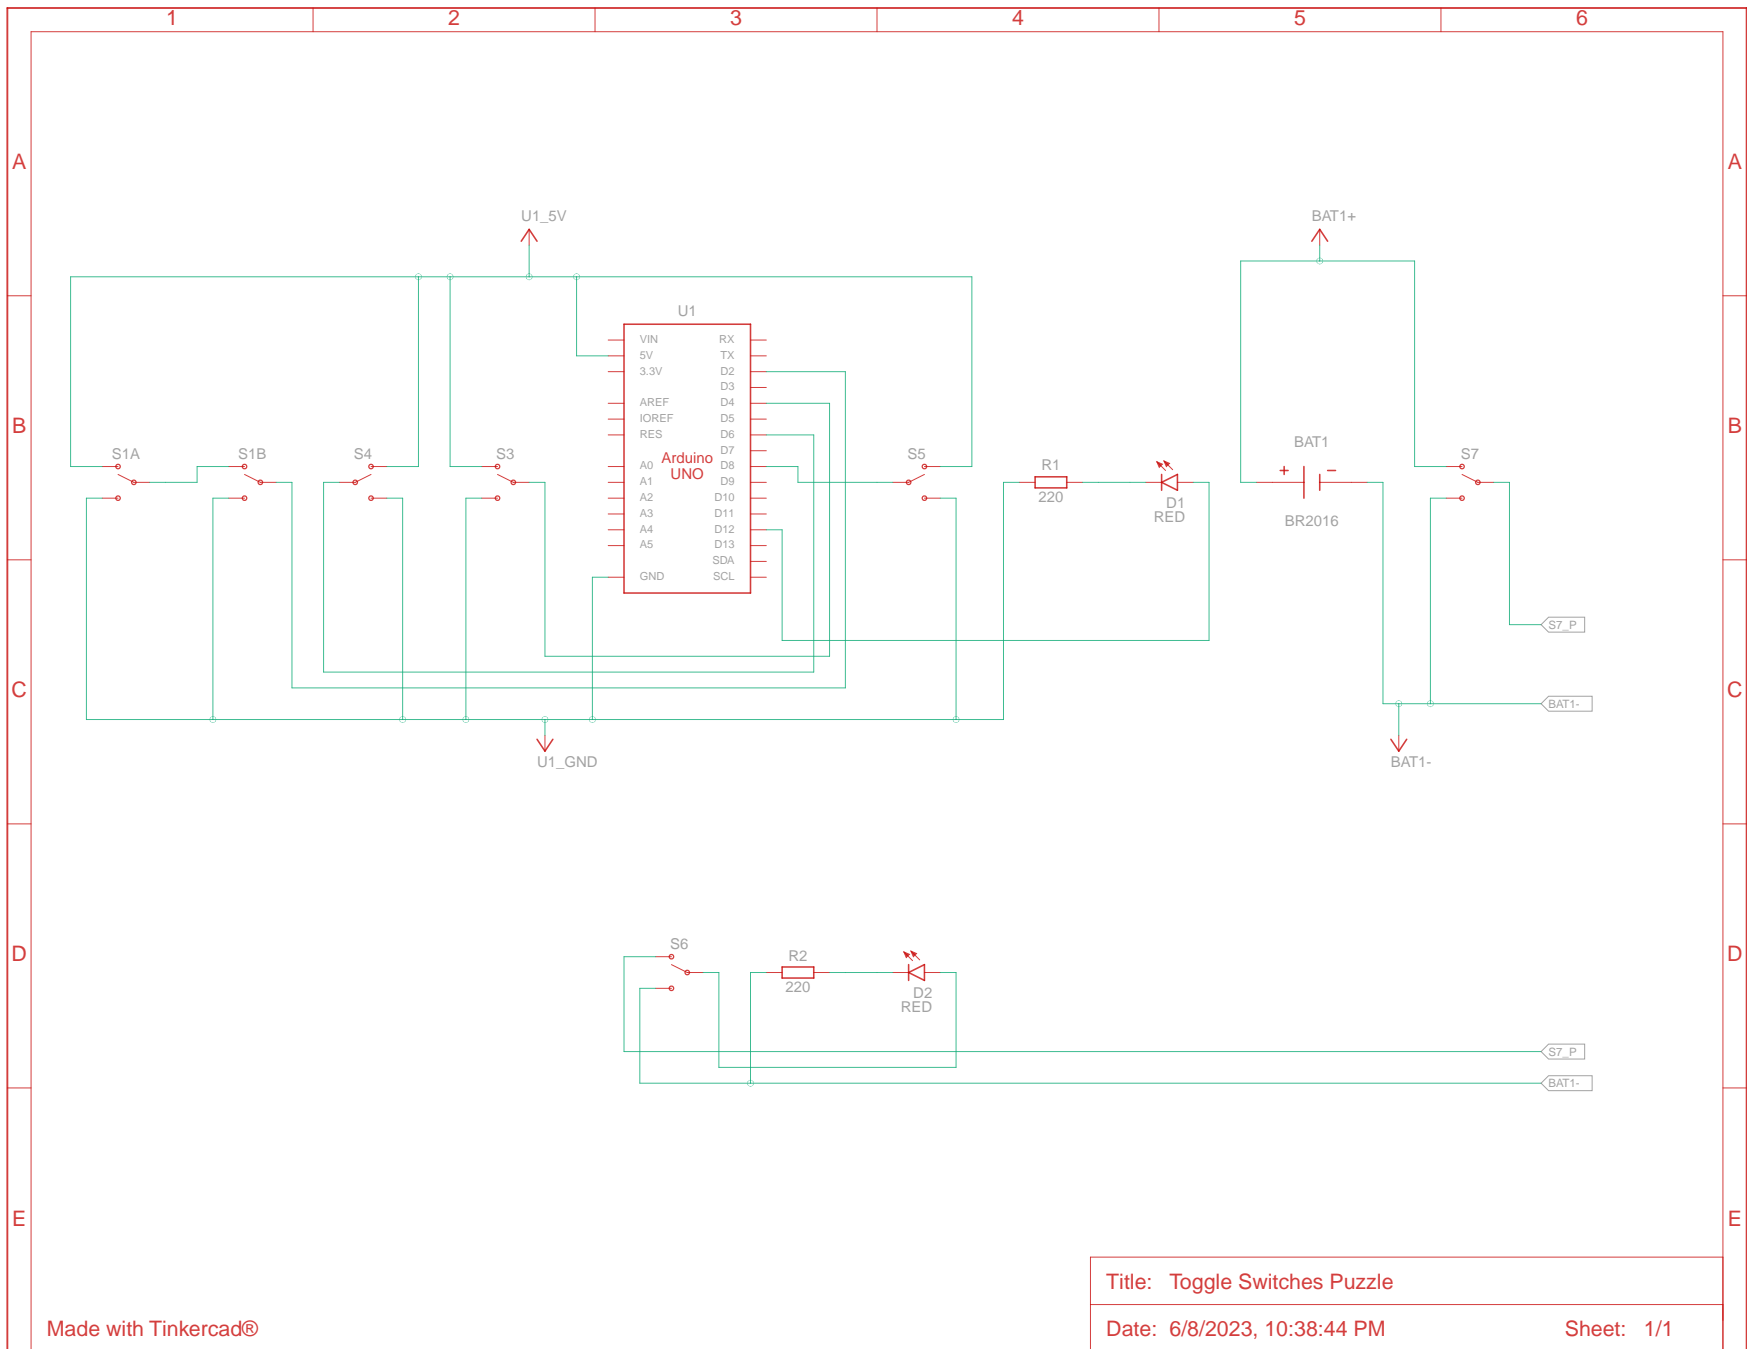 1 2 3 4 5 6
A A
U1_5V BAT1+
U1
VIN RX
5V TX
3.3V D2
D3
AREF D4
IOREF D5
RES D6
D7
A0 D8
A1 D9
A2 D10
A3 D11
A4 D12
A5 D13
SDA
GND SCL
Arduino
UNO
B B
S1A S1B S4 S3 S5 R1 BAT1 S7
+ −
220 D1
RED BR2016
S7_P
C C
BAT1-
U1_GND BAT1-
D D
S6 R2
220 D2
RED
S7_P
BAT1-
E E
Title: Toggle Switches Puzzle
Made with Tinkercad®
Date: 6/8/2023, 10:38:44 PM Sheet: 1/1